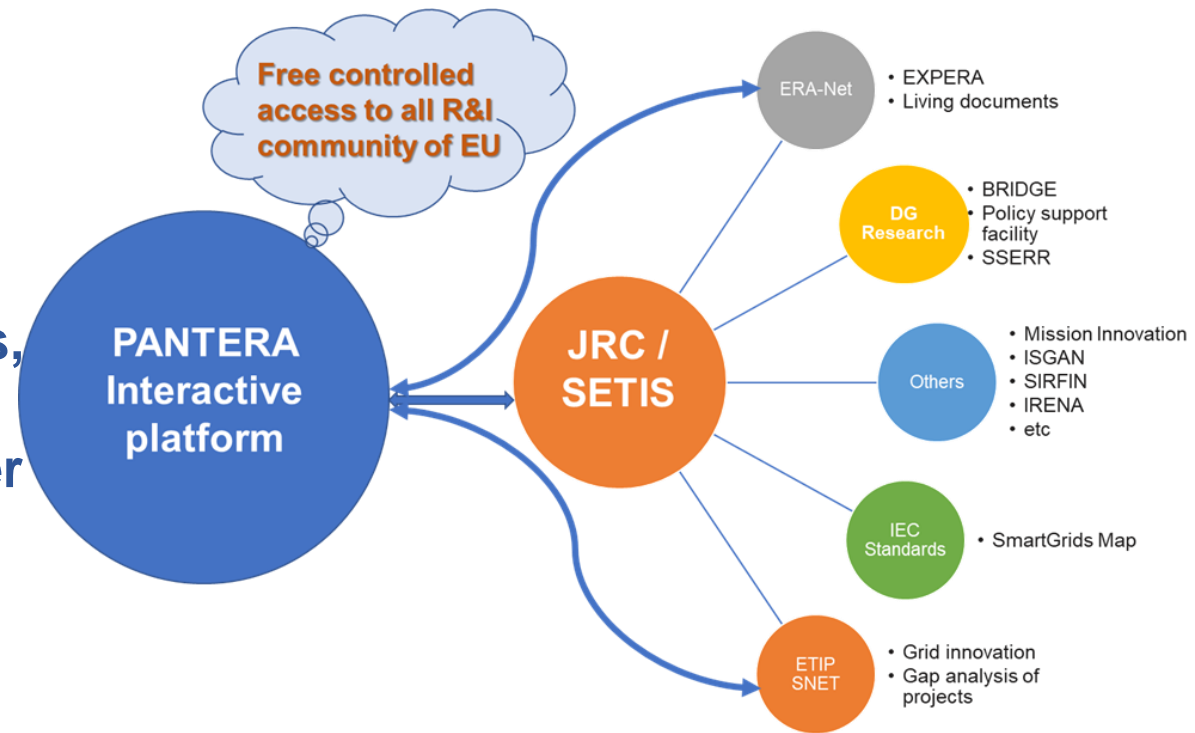 Free controlled
access to all R&I
community of EU
s,
er
PANTERA
Interactive
platform
JRC /
SETIS
ERA-Net
• EXPERA
• Living documents
DG
Research
• BRIDGE
• Policy support
facility
• SSERR
Others
• Mission Innovation
• ISGAN
• SIRFIN
• IRENA
• etc
IEC
Standards
• SmartGrids Map
ETIP
SNET
• Grid innovation
• Gap analysis of
projects